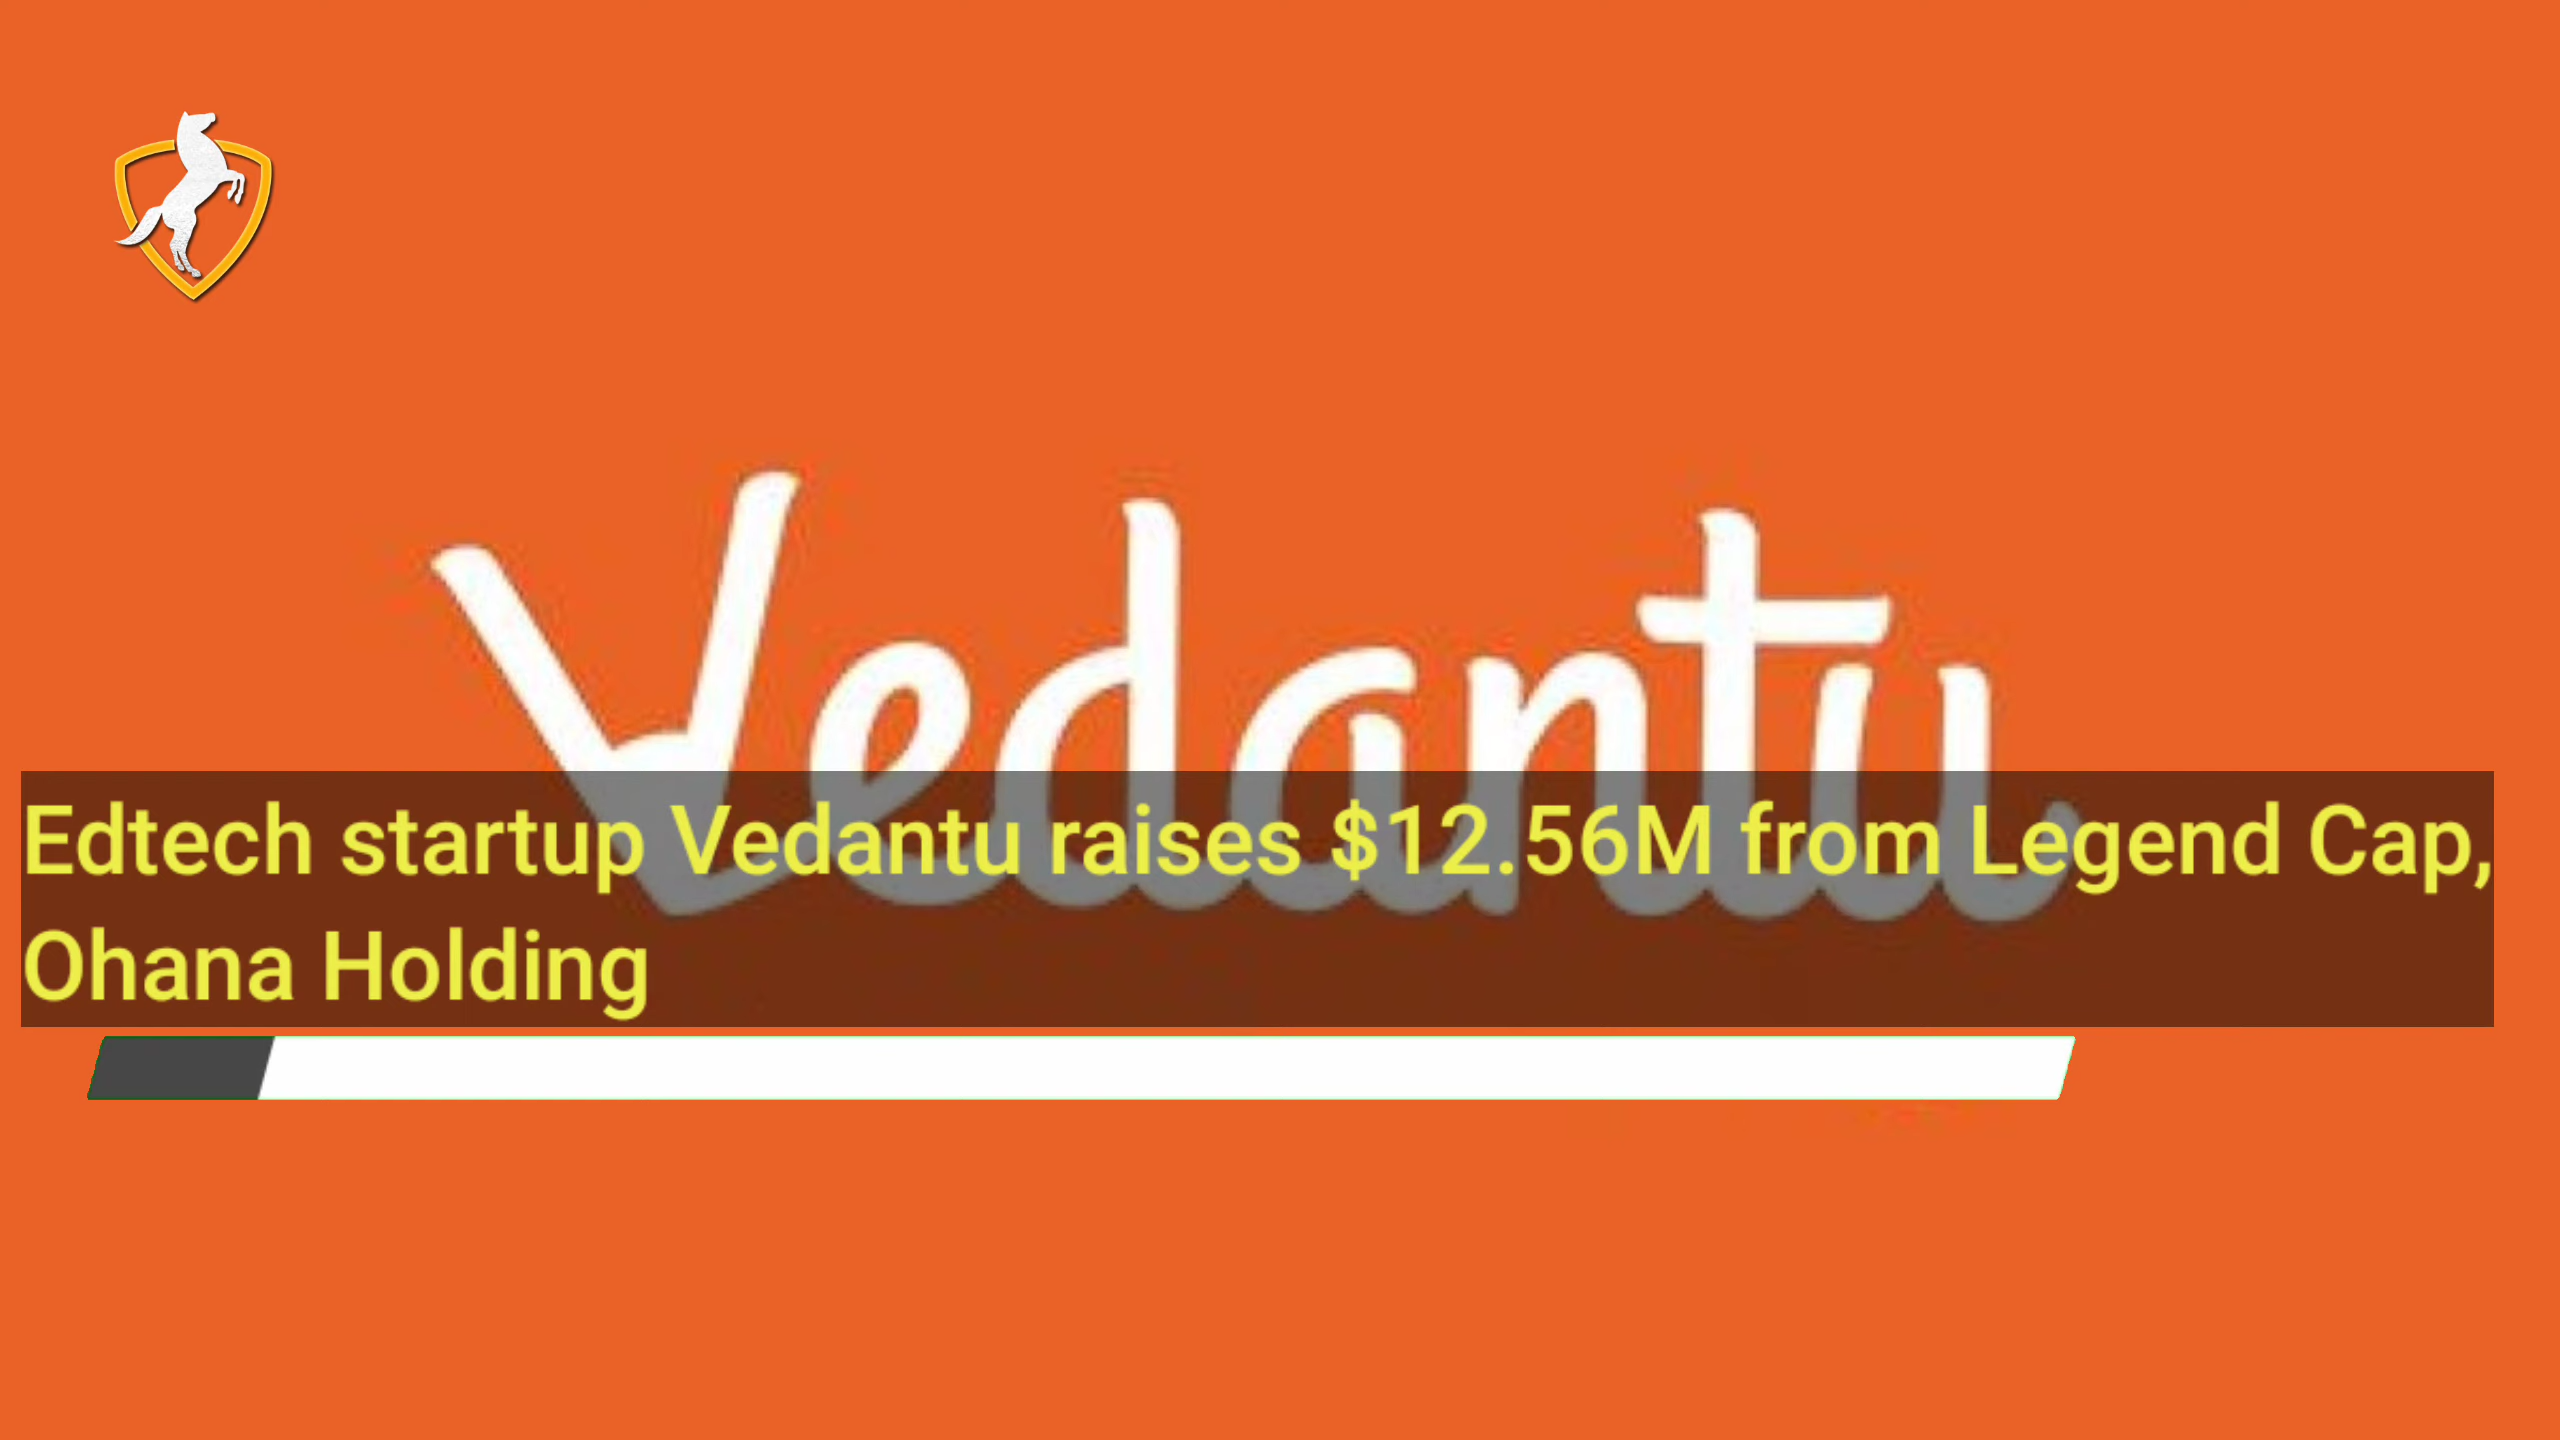 Vedantu
Edtech startup Vedantu raises $12.56M from Legend Cap,
Ohana Holding